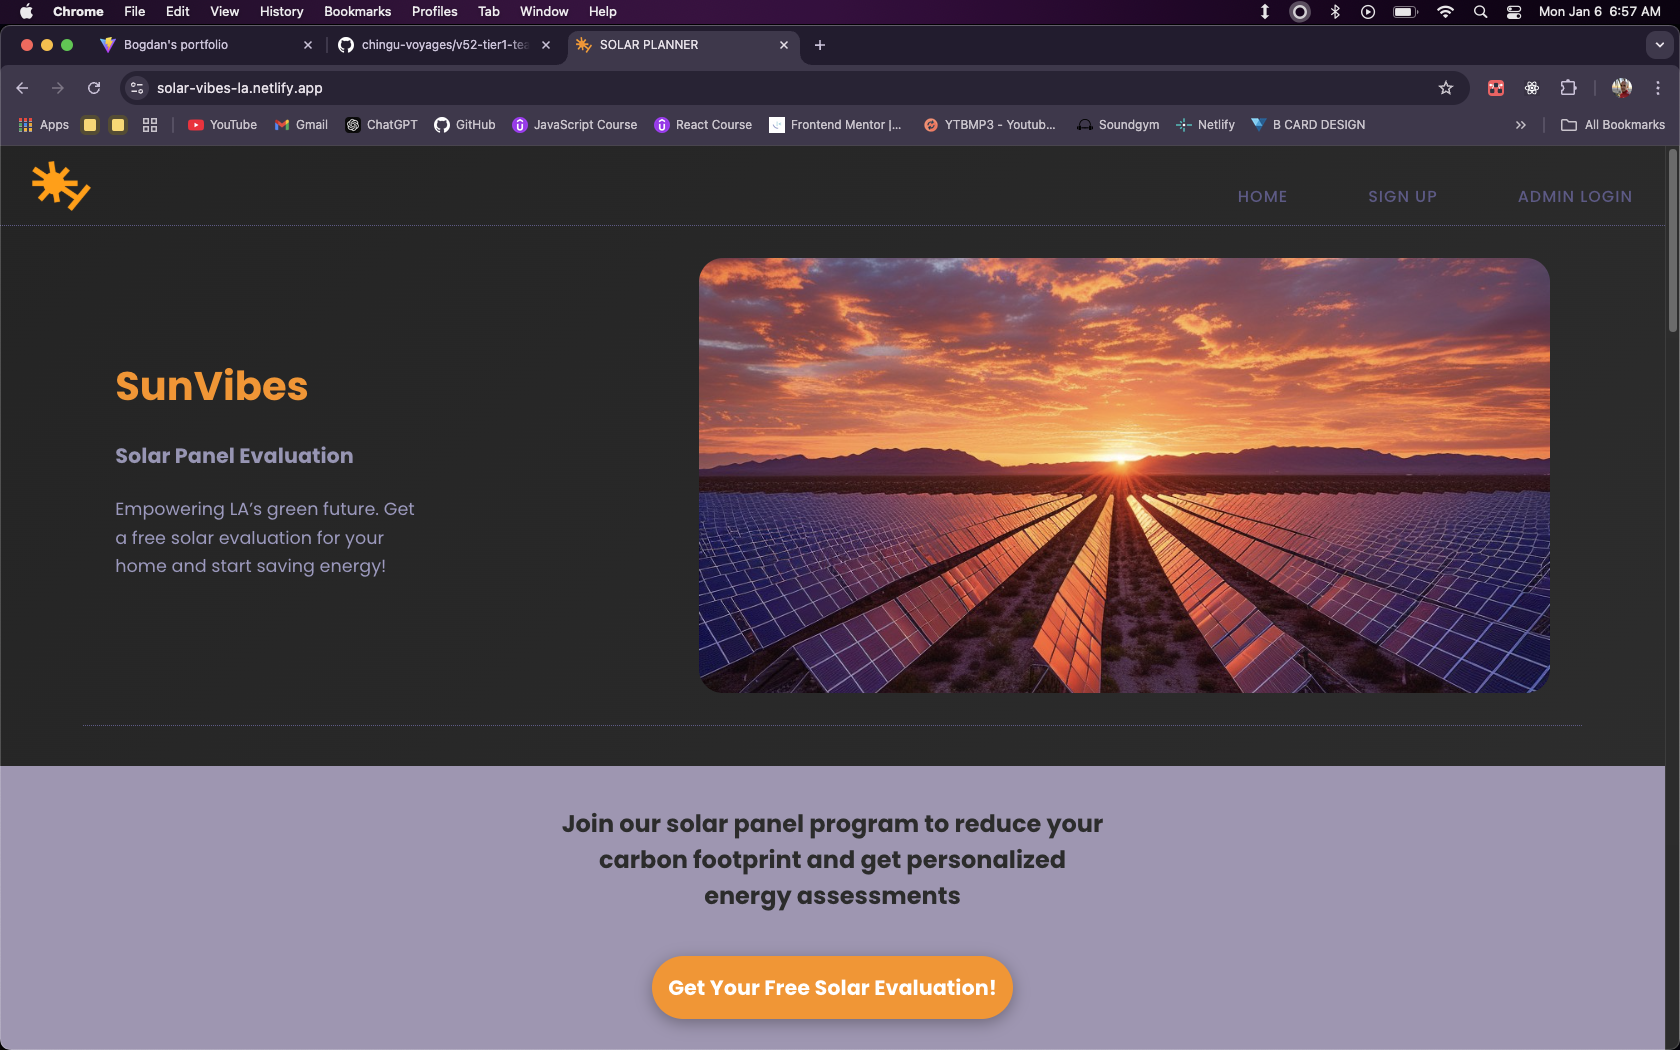 Chrome File Edit View History Bookmarks Profiles Tab Window Help Mon Jan 6 6:57 AM
Bogdan's portfolio chingu-voyages/v52-tier1-tea SOLAR PLANNER
solar-vibes-la.netlify.app
Apps YouTube Gmail ChatGPT GitHub JavaScript Course React Course Frontend Mentor |... YTBMP3 - Youtub... Soundgym Netlify B CARD DESIGN All Bookmarks
HOME SIGN UP ADMIN LOGIN
SunVibes
Solar Panel Evaluation
Empowering LA’s green future. Get
a free solar evaluation for your
home and start saving energy!
Join our solar panel program to reduce your
carbon footprint and get personalized
energy assessments
Get Your Free Solar Evaluation!